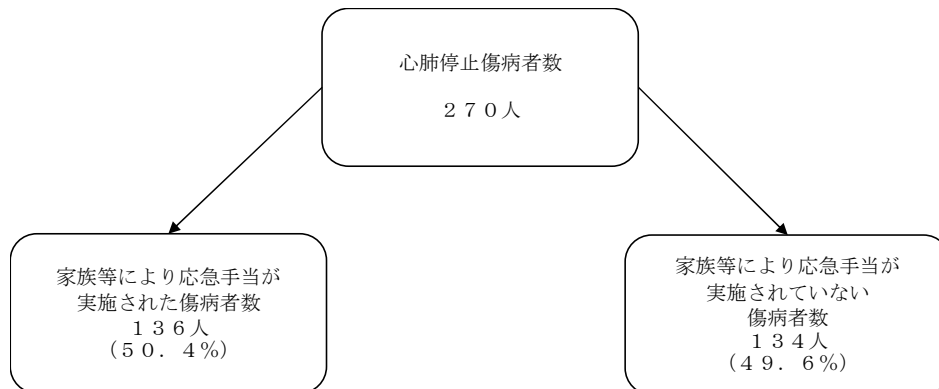 心肺停止傷病者数
２７０人
家族等により応急手当が
実施された傷病者数
１３６人
（５０．４％）
家族等により応急手当が
実施されていない
傷病者数
１３４人
（４９．６％）